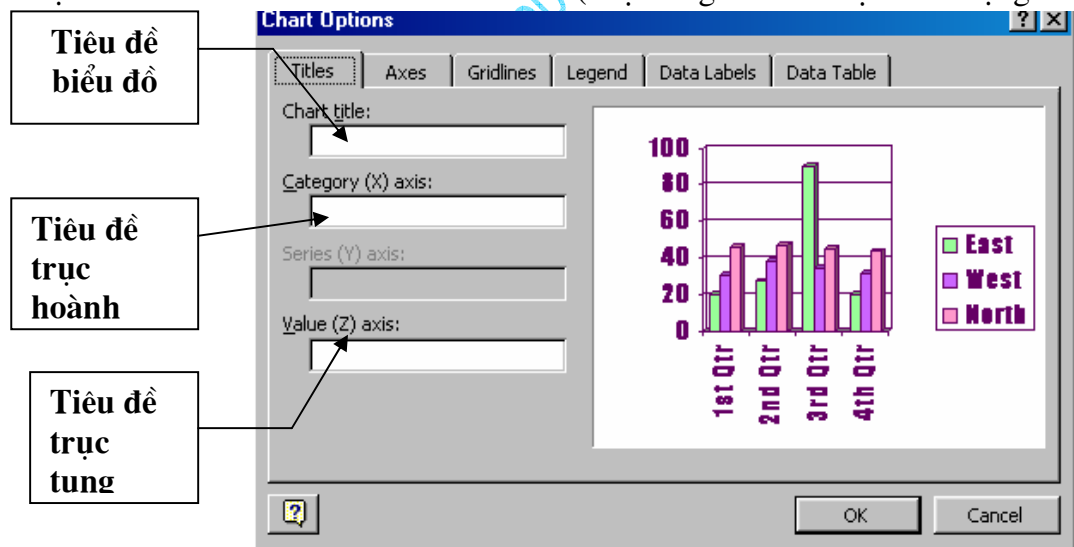 Chart Options
Tiêu đề
biểu đồ
Titles Axes Gridlines Legend Data Labels Data Table
Chart title:
Category (X) axis:
Tiêu đề
trục
hoành
Series (Y) axis:
Value (Z) axis:
Tiêu đề
trục
tung
100
80
60
40
20
0
1st Qtr
2nd Qtr
3rd Qtr
4th Qtr
East
West
North
OK Cancel